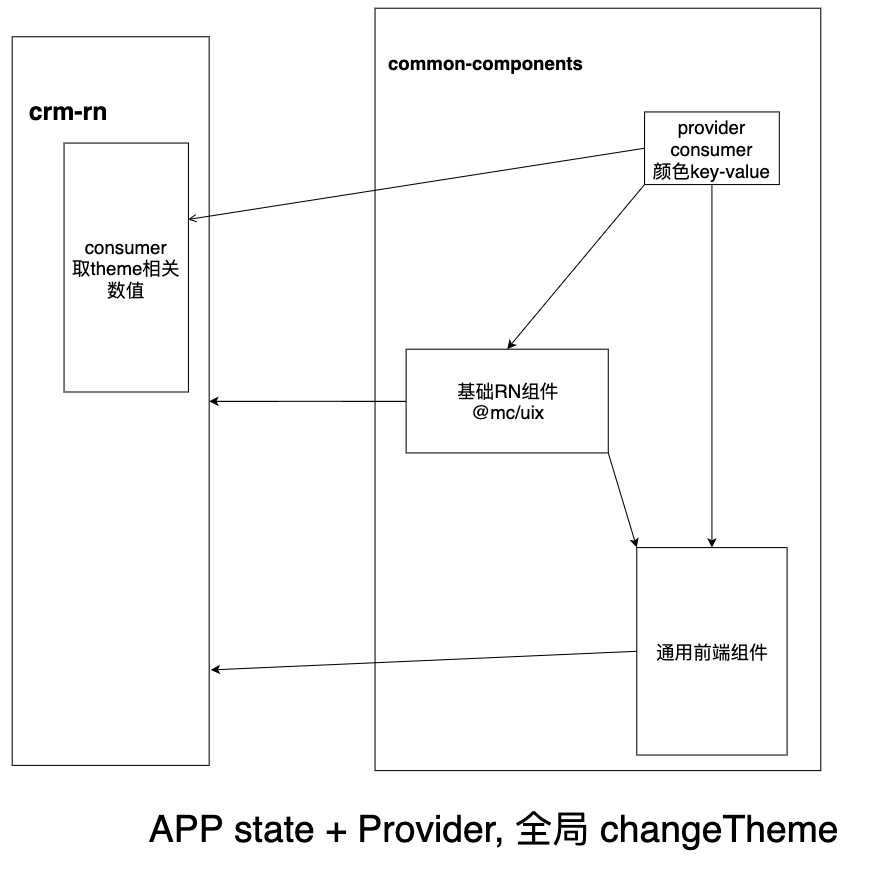 common-components
crm-rn
provider
consumer
颜色key-value
consumer
取theme相关
数值
基础RN组件
@mc/uix
通用前端组件
APP state + Provider, 全局 changeTheme